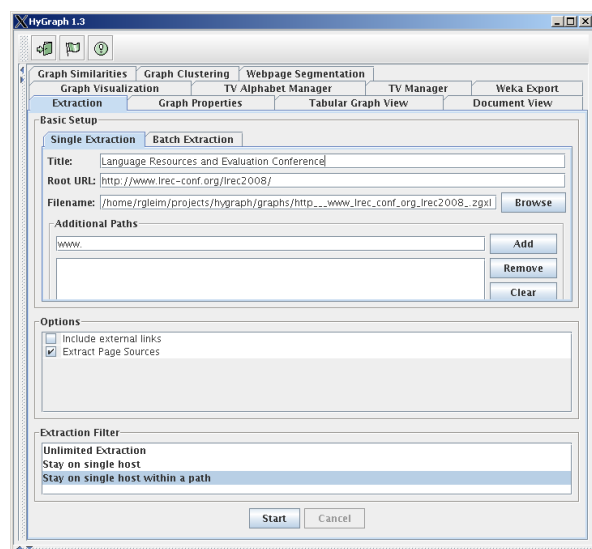 HyGraph 1.3
Graph Similarities Graph Clustering Webpage Segmentation
Graph Visualization TV Alphabet Manager TV Manager Weka Export
Extraction Graph Properties Tabular Graph View Document View
Basic Setup
Single Extraction Batch Extraction
Title: Language Resources and Evaluation Conference
Root URL: http://www.lrec-conf.org/lrec2008/
Filename: /home/rgleim/projects/hygraph/graphs/http___www_lrec_conf_org_lrec2008_.zgxl Browse
Additional Paths
www. Add
Remove
Clear
Options
Include external links
Extract Page Sources
Extraction Filter
Unlimited Extraction
Stay on single host
Stay on single host within a path
Start Cancel